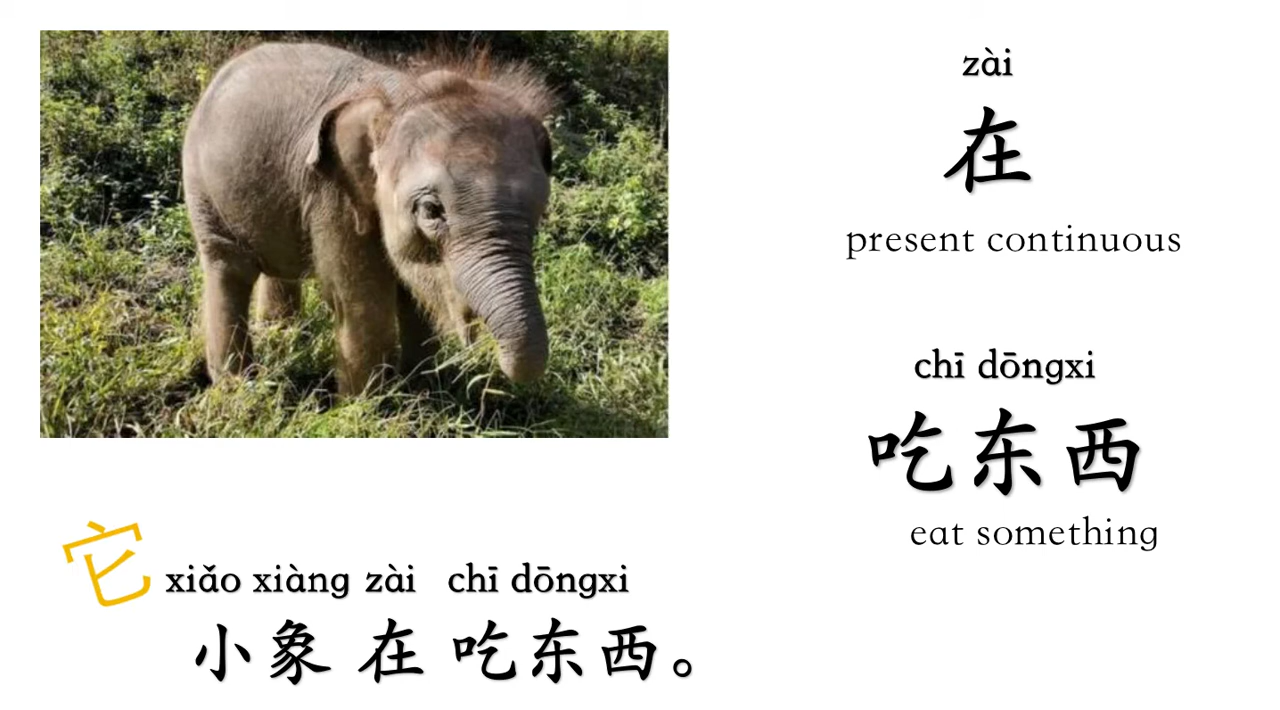 zài
在
present continuous
chī dōngxi
吃东西
eat something
它
xiǎo xiàng zài chī dōngxi
小象 在 吃东西。